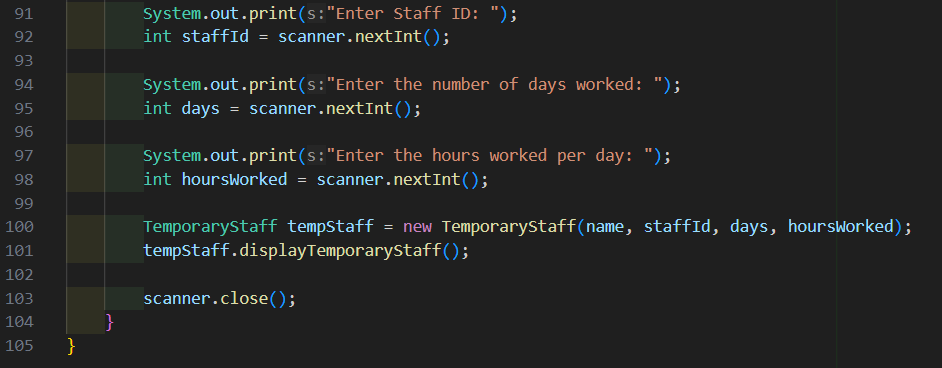 91 System.out.print(s:"Enter Staff ID: ");
92 int staffId = scanner.nextInt();
93
94 System.out.print(s:"Enter the number of days worked: ");
95 int days = scanner.nextInt();
96
97 System.out.print(s:"Enter the hours worked per day: ");
98 int hoursWorked = scanner.nextInt();
99
100 TemporaryStaff tempStaff = new TemporaryStaff(name, staffId, days, hoursWorked);
101 tempStaff.displayTemporaryStaff();
102
103 scanner.close();
104 }
105 }